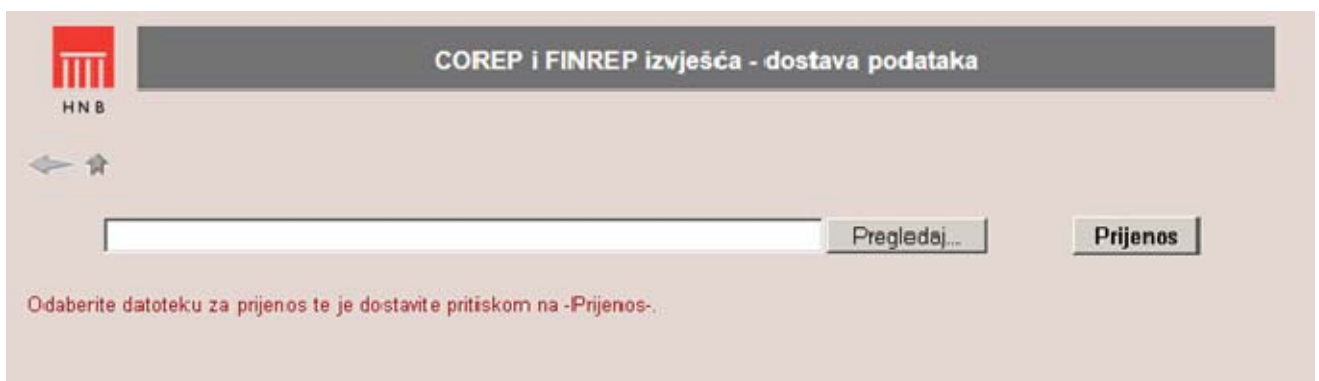 COREP i FINREP izvješća - dostava podataka
HNB
Pregledaj...
Prijenos
Odaberite datoteku za prijenos te je dostavite pritiskom na -Prijenos-.